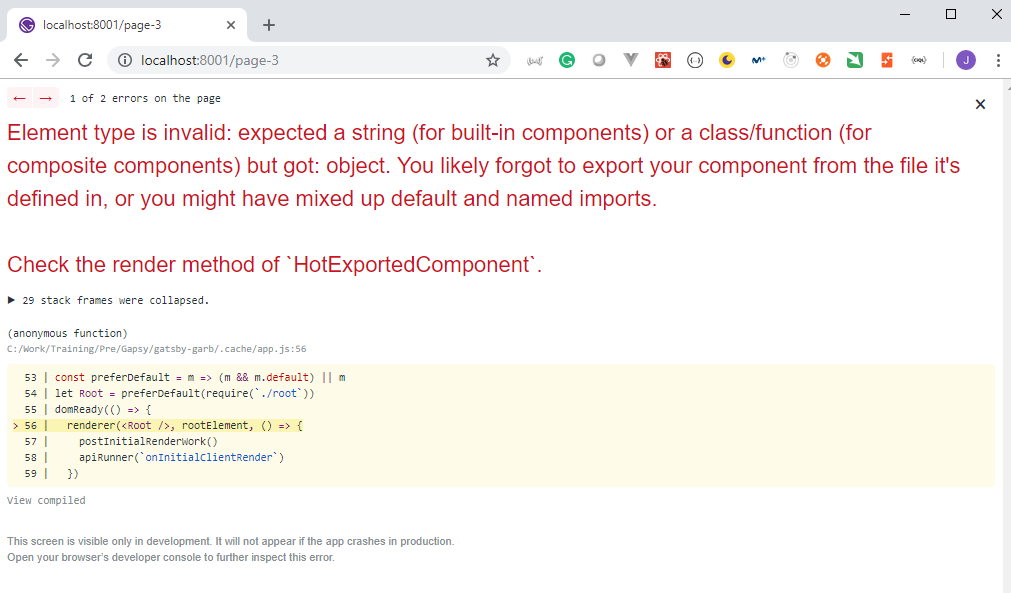 localhost:8001/page-3
localhost:8001/page-3
J
← → 1 of 2 errors on the page
Element type is invalid: expected a string (for built-in components) or a class/function (for
composite components) but got: object. You likely forgot to export your component from the file it's
defined in, or you might have mixed up default and named imports.
Check the render method of `HotExportedComponent`.
▶ 29 stack frames were collapsed.
(anonymous function)
C:/Work/Training/Pre/Gapsy/gatsby-garb/.cache/app.js:56
53 | const preferDefault = m => (m && m.default) || m
54 | let Root = preferDefault(require(`./root`))
55 | domReady(() => {
> 56 |   renderer(<Root />, rootElement, () => {
57 |     postInitialRenderWork()
58 |     apiRunner(`onInitialClientRender`)
59 |   })
View compiled
This screen is visible only in development. It will not appear if the app crashes in production.
Open your browser's developer console to further inspect this error.